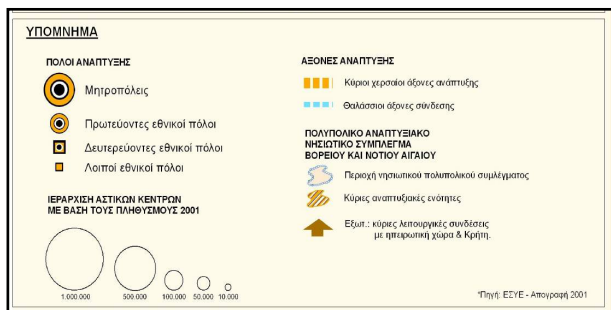 ΥΠΟΜΝΗΜΑ
ΠΟΛΟΙ ΑΝΑΠΤΥΞΗΣ
Μητροπόλεις
Πρωτεύοντες εθνικοί πόλοι
Δευτερεύοντες εθνικοί πόλοι
Λοιποί εθνικοί πόλοι
ΙΕΡΑΡΧΙΣΗ ΑΣΤΙΚΩΝ ΚΕΝΤΡΩΝ
ΜΕ ΒΑΣΗ ΤΟΥΣ ΠΛΗΘΥΣΜΟΥΣ 2001
1.000.000
500.000
100.000
50.000
10.000
ΑΞΟΝΕΣ ΑΝΑΠΤΥΞΗΣ
Κύριοι χερσαίοι άξονες ανάπτυξης
Θαλάσσιοι άξονες σύνδεσης
ΠΟΛΥΠΟΛΙΚΟ ΑΝΑΠΤΥΞΙΑΚΟ
ΝΗΣΙΩΤΙΚΟ ΣΥΜΠΛΕΓΜΑ
ΒΟΡΕΙΟΥ ΚΑΙ ΝΟΤΙΟΥ ΑΙΓΑΙΟΥ
Περιοχή νησιωτικού πολυπολικού συμλέγματος
Κύριες αναπτυξιακές ενότητες
Εξωτ.: κύριες λειτουργικές συνδέσεις
με ηπειρωτική χώρα & Κρήτη.
*Πηγή: ΕΣΥΕ - Απογραφή 2001